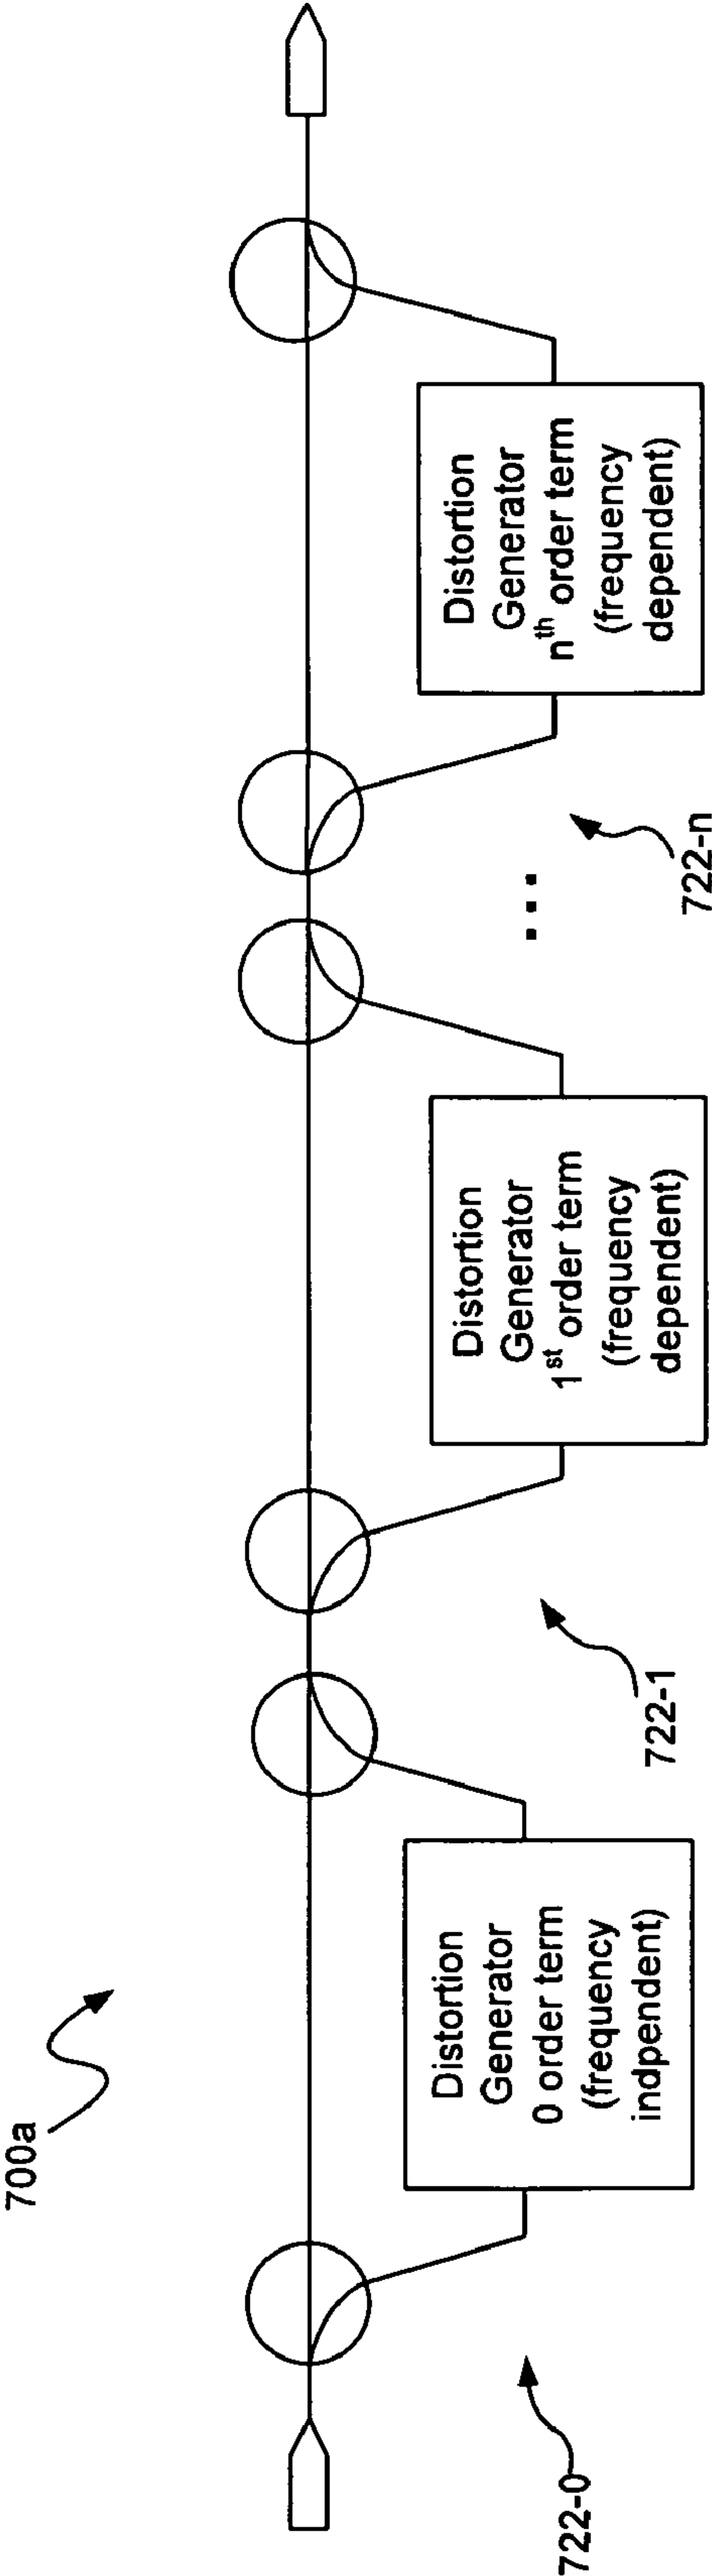 700a
Distortion
Generator
0 order term
(frequency
indpendent)
722-0
Distortion
Generator
1st order term
(frequency
dependent)
722-1
...
Distortion
Generator
nth order term
(frequency
dependent)
722-n